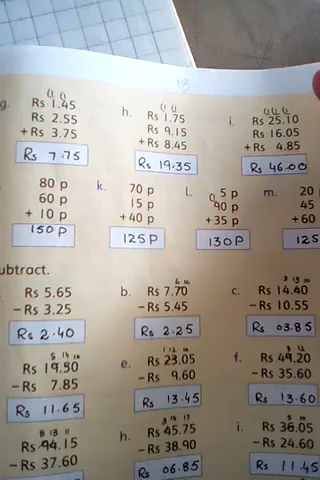 13
g. Rs 1.45 h. Rs 1.75 i. Rs 25.10
Rs 2.55 Rs 9.15 Rs 16.05
+ Rs 3.75 + Rs 8.45 + Rs 4.85
Rs 7.75 Rs 19.35 Rs 46.00
80 p k. 70 p l. 5 p m. 20
60 p 15 p 90 p 45
+ 10 p +40 p +35 p +60
150 p 125 P 130 P 125
ubtract.
Rs 5.65 b. Rs 7.70 c. Rs 14.40
– Rs 3.25 – Rs 5.45 – Rs 10.55
Rs 2.40 Rs 2.25 Rs 03.85
Rs 19.50 e. Rs 23.05 f. Rs 49.20
– Rs 7.85 – Rs 9.60 – Rs 35.60
Rs 11.65 Rs 13.45 Rs 13.60
Rs 94.15 h. Rs 45.75 i. Rs 36.05
– Rs 37.60 – Rs 38.90 – Rs 24.60
Rs 06.85 Rs 11.45